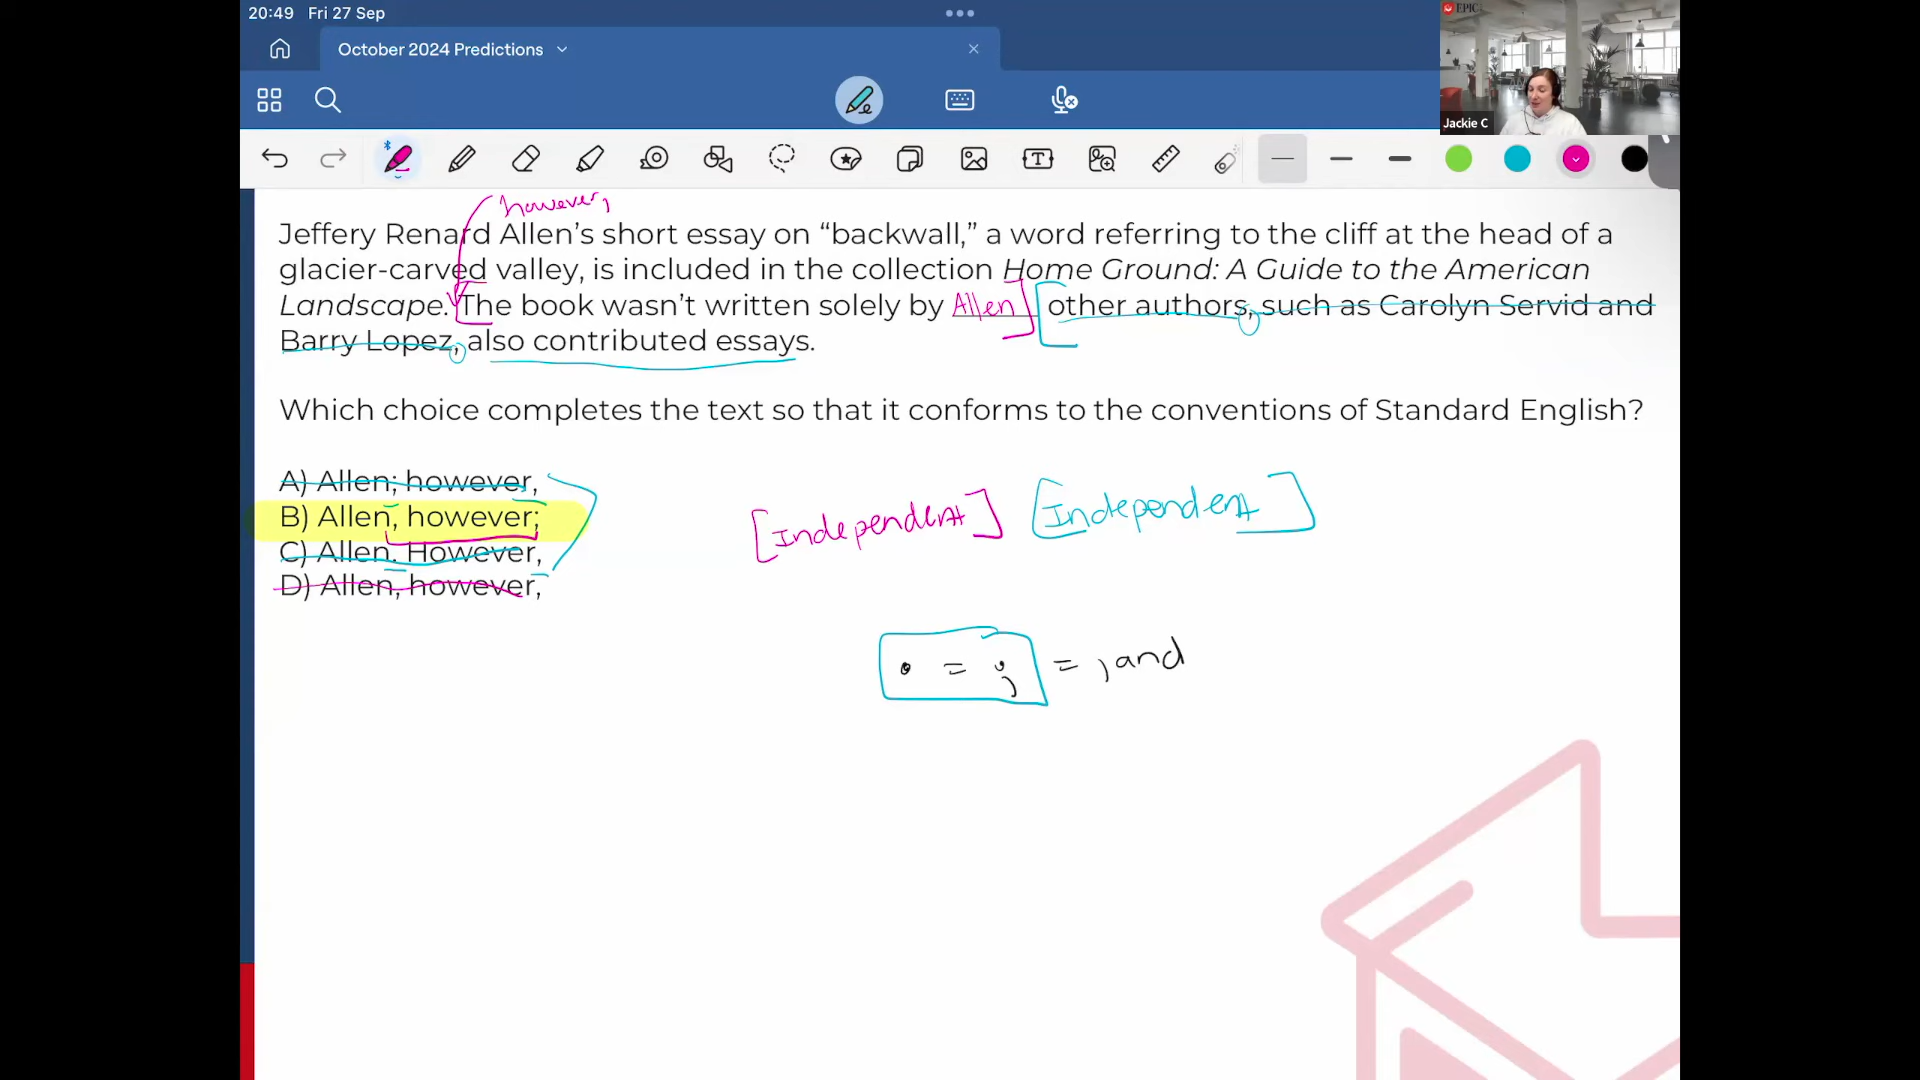 20:49 Fri 27 Sep
October 2024 Predictions
EPIC
Jackie C
however,
Jeffery Renard Allen’s short essay on “backwall,” a word referring to the cliff at the head of a
glacier-carved valley, is included in the collection Home Ground: A Guide to the American
Landscape. The book wasn’t written solely by Allen other authors, such as Carolyn Servid and
Barry Lopez, also contributed essays.
Which choice completes the text so that it conforms to the conventions of Standard English?
A) Allen; however,
B) Allen, however;
C) Allen. However,
D) Allen, however,
[Independent] [Independent]
. = ; = , and